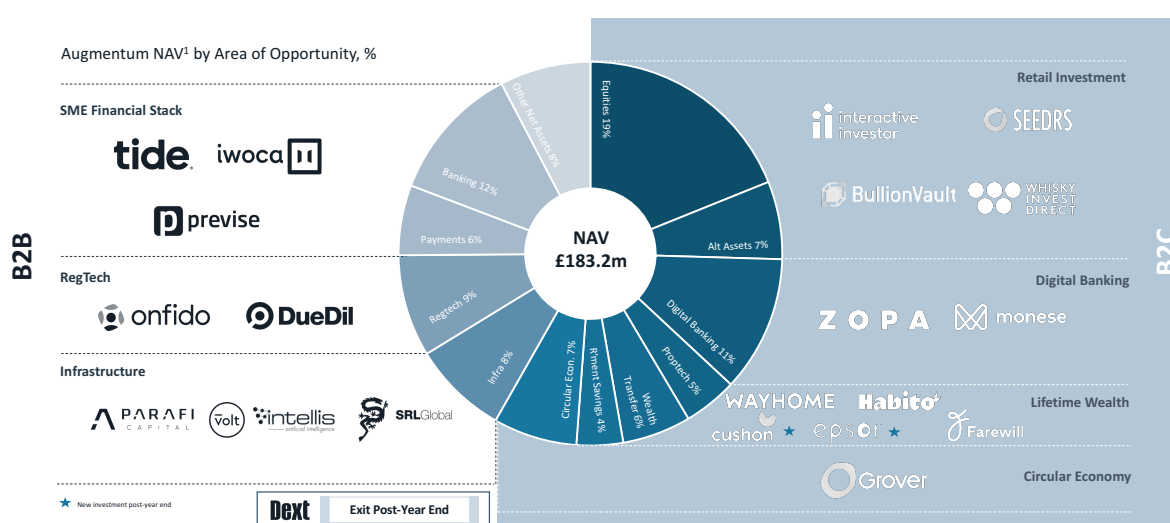 Augmentum NAV¹ by Area of Opportunity, %
B2B
SME Financial Stack
tide
iwoca
previse
RegTech
onfido
DueDil
Infrastructure
PARAFI
CAPITAL
volt
intellis
artificial intelligence
SRLGlobal
★ New investment post-year end
Dext
Exit Post-Year End
NAV
£183.2m
Equities 19%
Alt Assets 7%
Digital Banking 11%
Proptech 5%
Wealth
Transfer 6%
R'ment Savings 4%
Circular Econ. 7%
Infra 8%
Regtech 9%
Payments 6%
Banking 12%
Other Net Assets 8%
Retail Investment
interactive
investor
SEEDRS
BullionVault
WHISKY
INVEST
DIRECT
Digital Banking
ZOPA
monese
Lifetime Wealth
WAYHOME
Habito
cushon ★
epsor ★
Farewill
Circular Economy
Grover
B2C